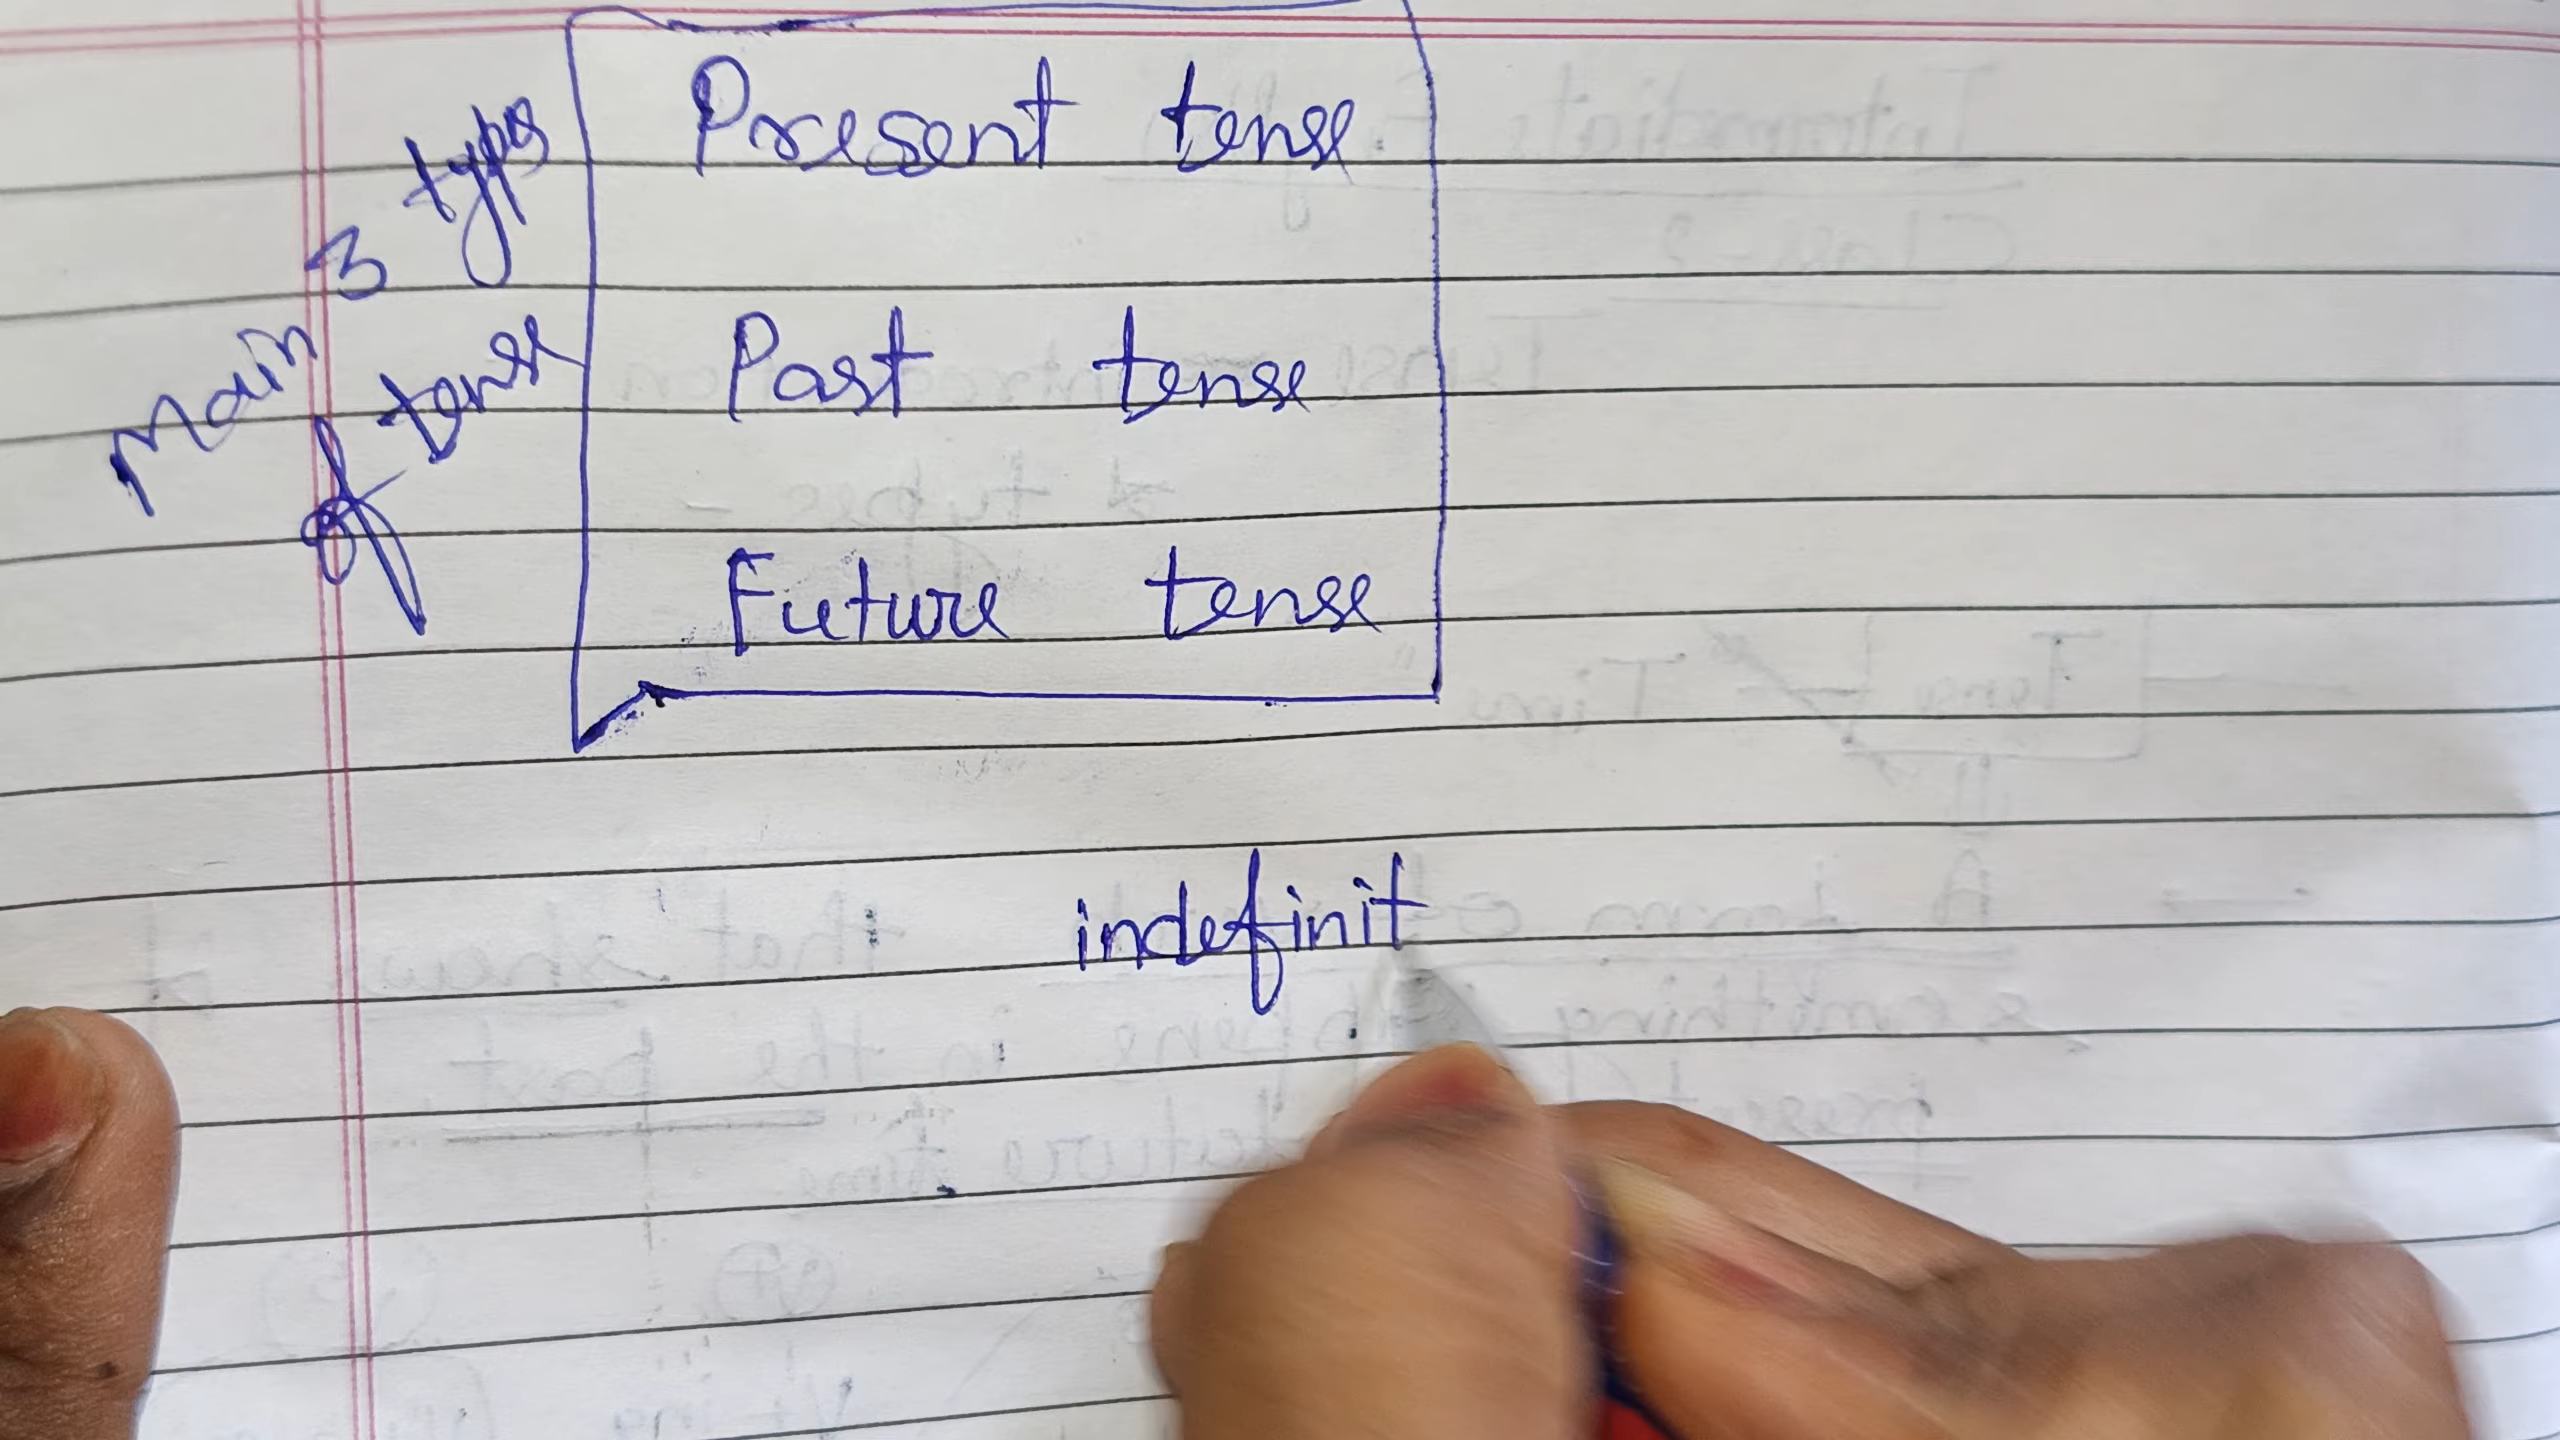 Main 3 types
of tense
Present tense
Past tense
Future tense
indefinit